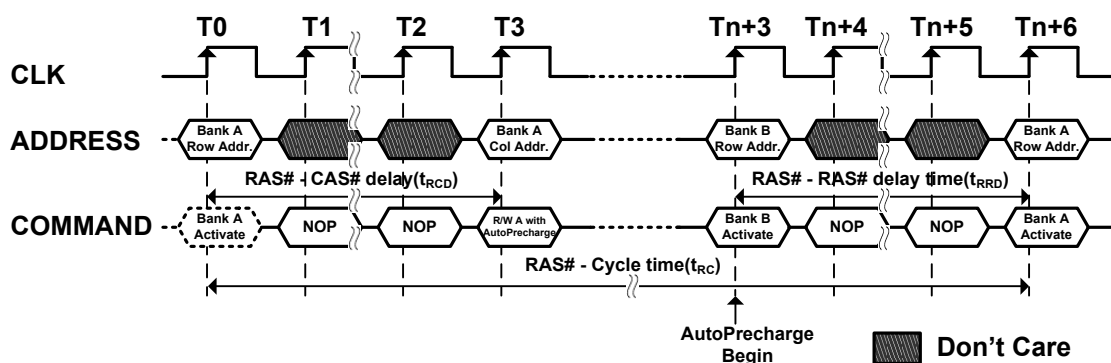 T0 T1 T2 T3 Tn+3 Tn+4 Tn+5 Tn+6
CLK
ADDRESS
Bank A
Row Addr.
Bank A
Col Addr.
Bank B
Row Addr.
Bank A
Row Addr.
RAS# - CAS# delay(tRCD)
RAS# - RAS# delay time(tRRD)
COMMAND
Bank A
Activate
NOP
NOP
R/W A with
AutoPrecharge
Bank B
Activate
NOP
NOP
Bank A
Activate
RAS# - Cycle time(tRC)
AutoPrecharge
Begin
Don't Care